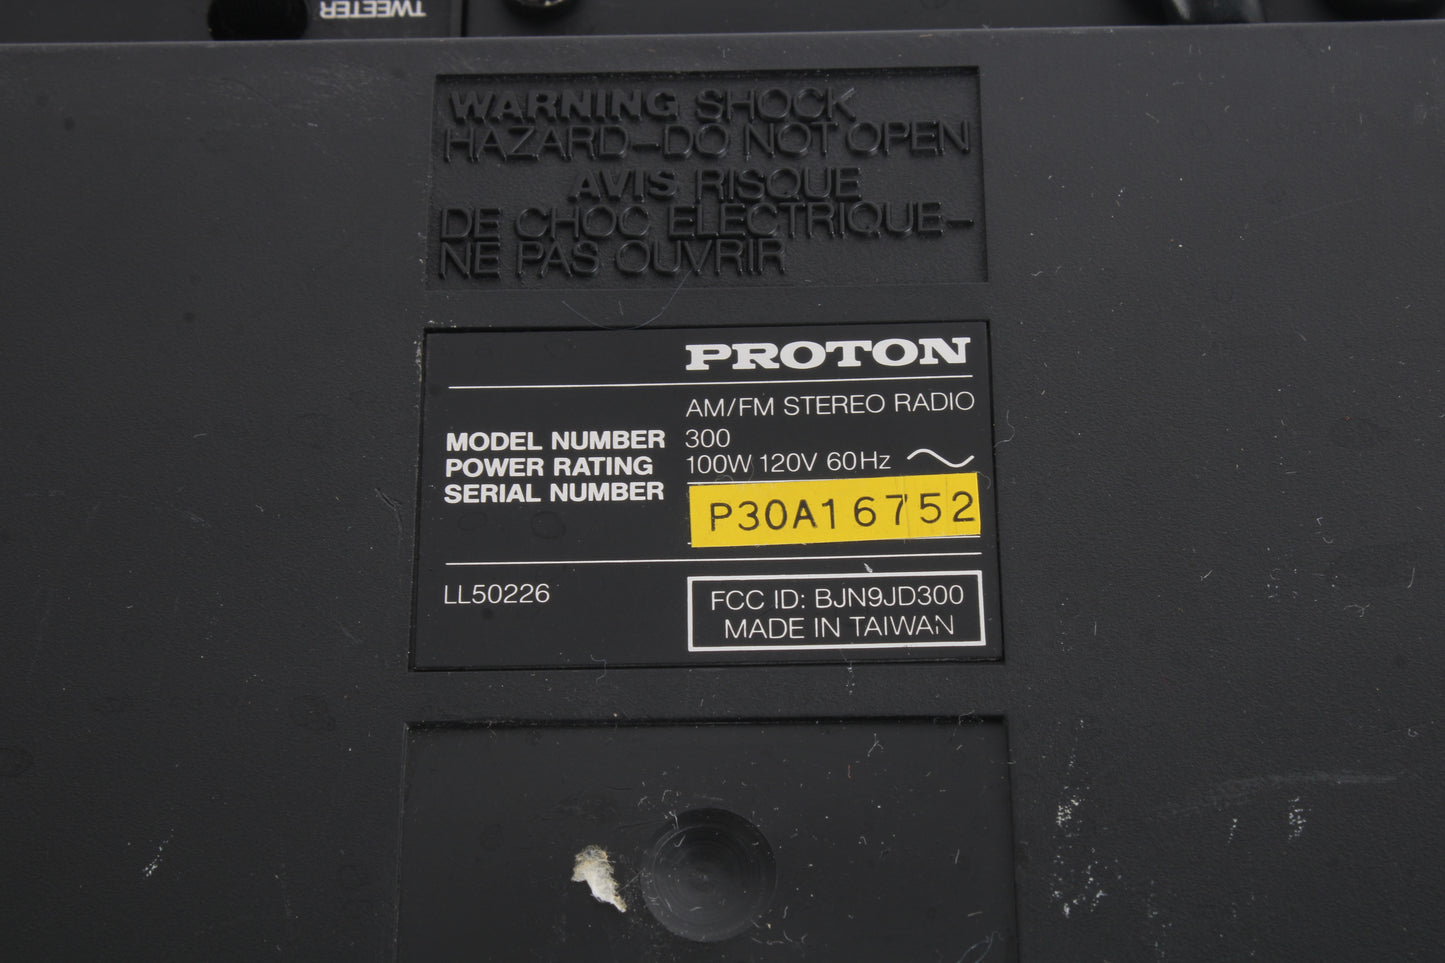 TWEETER
WARNING SHOCK
HAZARD–DO NOT OPEN
AVIS RISQUE
DE CHOC ELECTRIQUE–
NE PAS OUVRIR
PROTON
AM/FM STEREO RADIO
MODEL NUMBER 300
POWER RATING 100W 120V 60Hz
SERIAL NUMBER P30A16752
LL50226
FCC ID: BJN9JD300
MADE IN TAIWAN